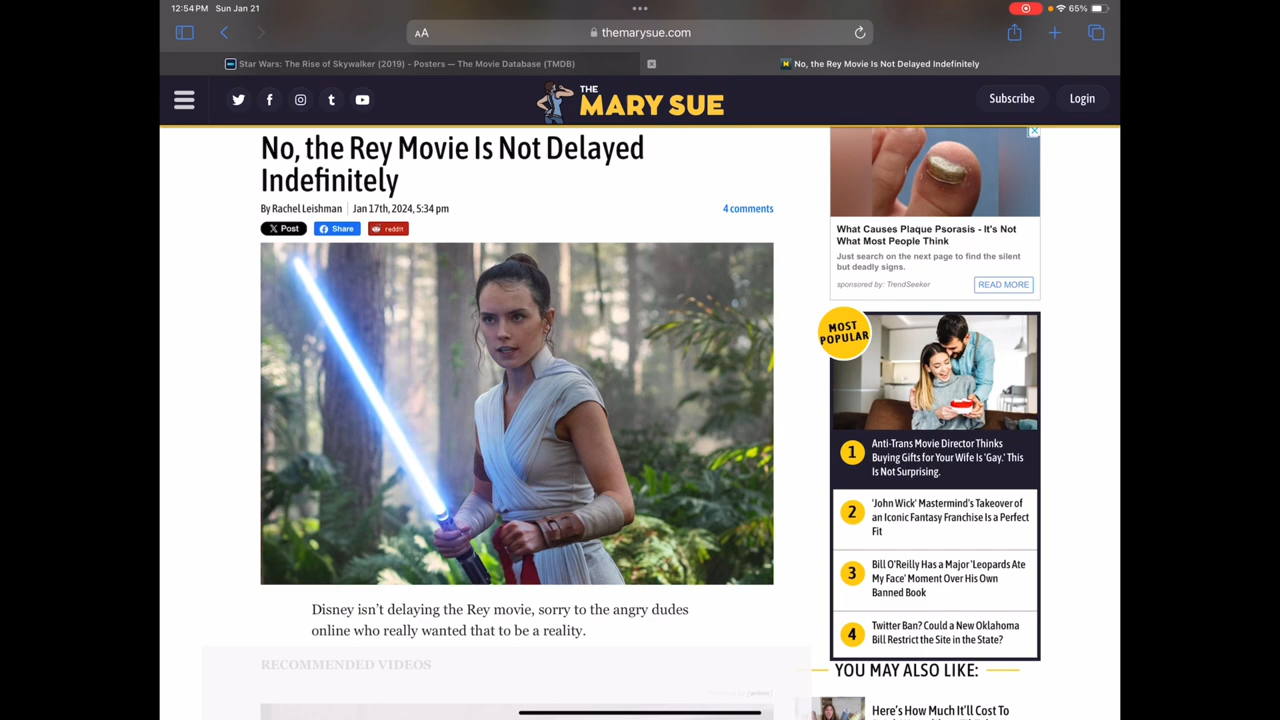 12:54 PM Sun Jan 21
65%
AA
themarysue.com
Star Wars: The Rise of Skywalker (2019) - Posters — The Movie Database (TMDB)
No, the Rey Movie Is Not Delayed Indefinitely
THE
MARY SUE
Subscribe
Login
No, the Rey Movie Is Not Delayed
Indefinitely
By Rachel Leishman
Jan 17th, 2024, 5:34 pm
4 comments
X Post
Share
reddit
Disney isn’t delaying the Rey movie, sorry to the angry dudes
online who really wanted that to be a reality.
RECOMMENDED VIDEOS
What Causes Plaque Psorasis - It's Not
What Most People Think
Just search on the next page to find the silent
but deadly signs.
sponsored by: TrendSeeker
READ MORE
MOST
POPULAR
1
Anti-Trans Movie Director Thinks
Buying Gifts for Your Wife Is 'Gay.' This
Is Not Surprising.
2
'John Wick' Mastermind's Takeover of
an Iconic Fantasy Franchise Is a Perfect
Fit
3
Bill O'Reilly Has a Major 'Leopards Ate
My Face' Moment Over His Own
Banned Book
4
Twitter Ban? Could a New Oklahoma
Bill Restrict the Site in the State?
YOU MAY ALSO LIKE:
Here's How Much It'll Cost To